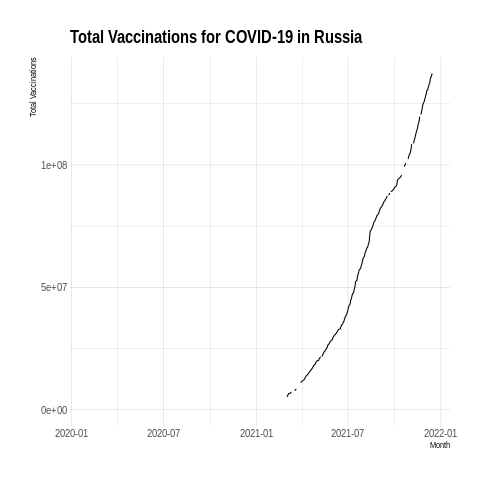 Total Vaccinations for COVID-19 in Russia
Total Vaccinations
1e+08
5e+07
0e+00
2020-01 2020-07 2021-01 2021-07 2022-01
Month